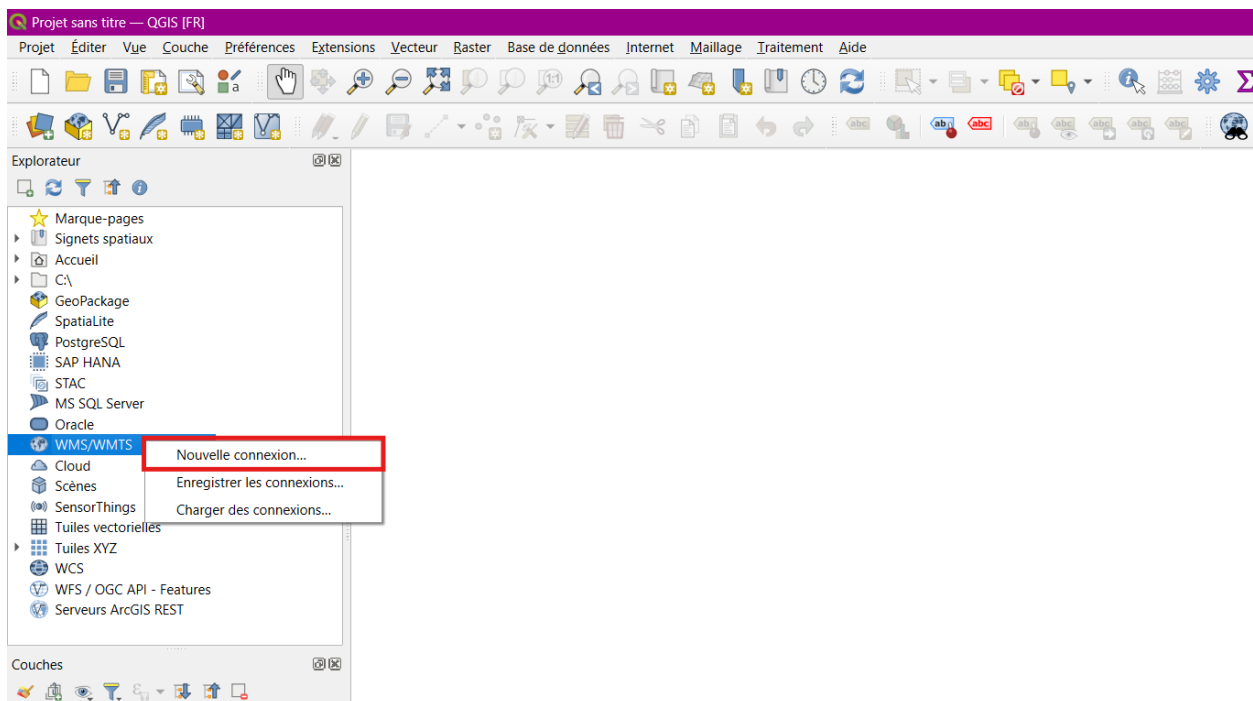 Projet sans titre — QGIS [FR]
Projet Éditer Vue Couche Préférences Extensions Vecteur Raster Base de données Internet Maillage Traitement Aide
Explorateur
Marque-pages
Signets spatiaux
Accueil
C:\
GeoPackage
SpatiaLite
PostgreSQL
SAP HANA
STAC
MS SQL Server
Oracle
WMS/WMTS
Nouvelle connexion...
Cloud
Scènes
Enregistrer les connexions...
SensorThings
Charger des connexions...
Tuiles vectorielles
Tuiles XYZ
WCS
WFS / OGC API - Features
Serveurs ArcGIS REST
Couches